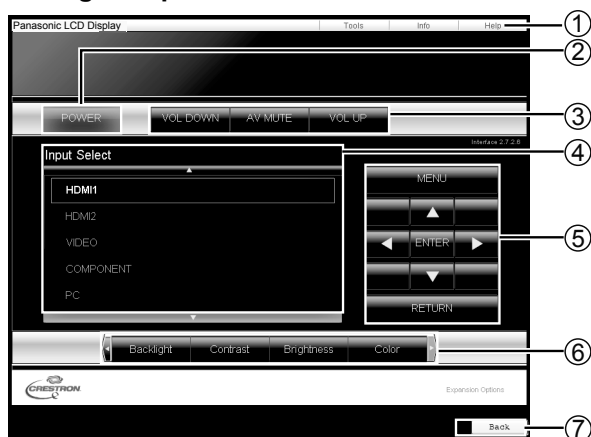 Panasonic LCD Display Tools Info Help
①
②
POWER VOL DOWN AV MUTE VOL UP
③
Interface 2.7.2.6
Input Select
④
HDMI1
HDMI2
VIDEO
COMPONENT
PC
MENU
ENTER
RETURN
⑤
Backlight Contrast Brightness Color
⑥
CRESTRON
Expansion Options
Back
⑦